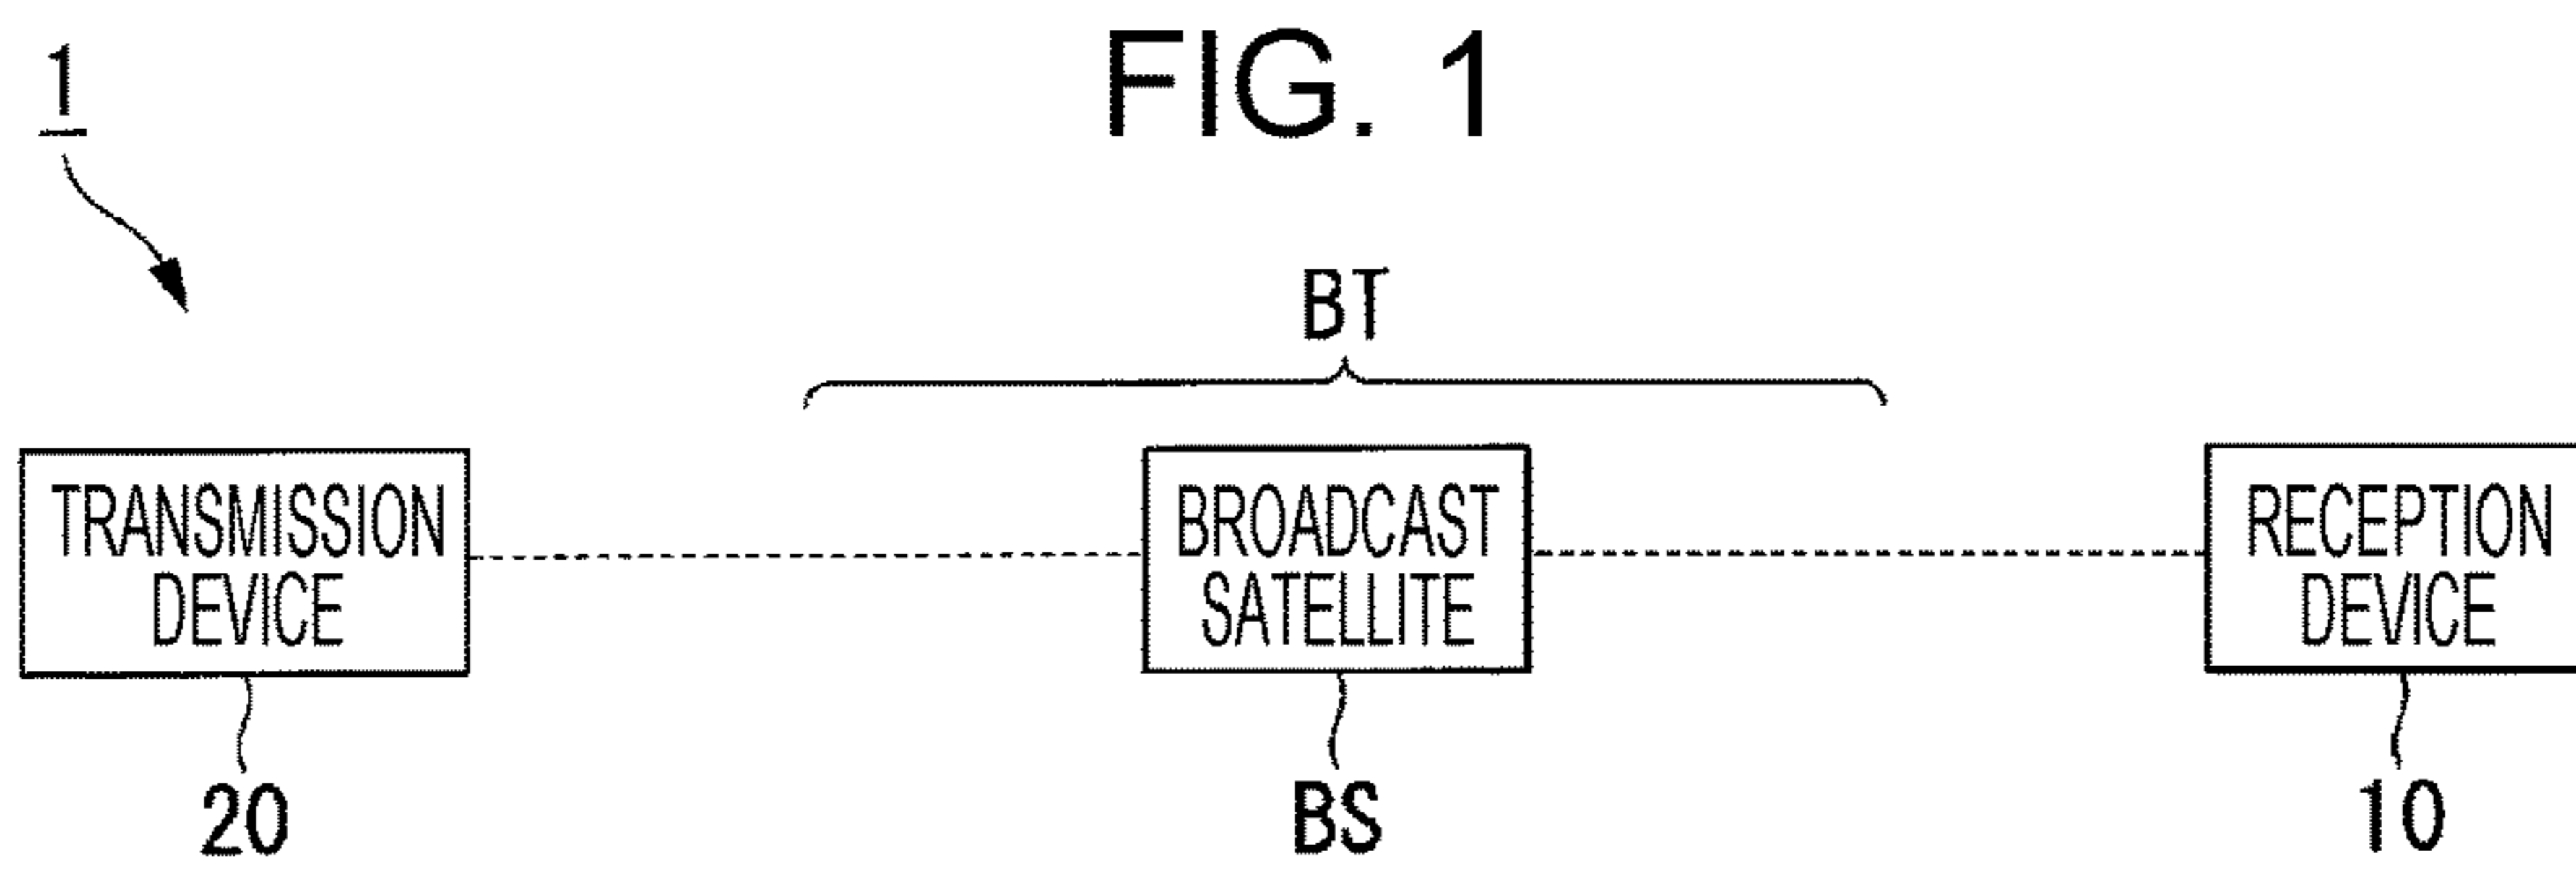 FIG. 1
1
BT
TRANSMISSION
DEVICE
BROADCAST
SATELLITE
RECEPTION
DEVICE
20
BS
10